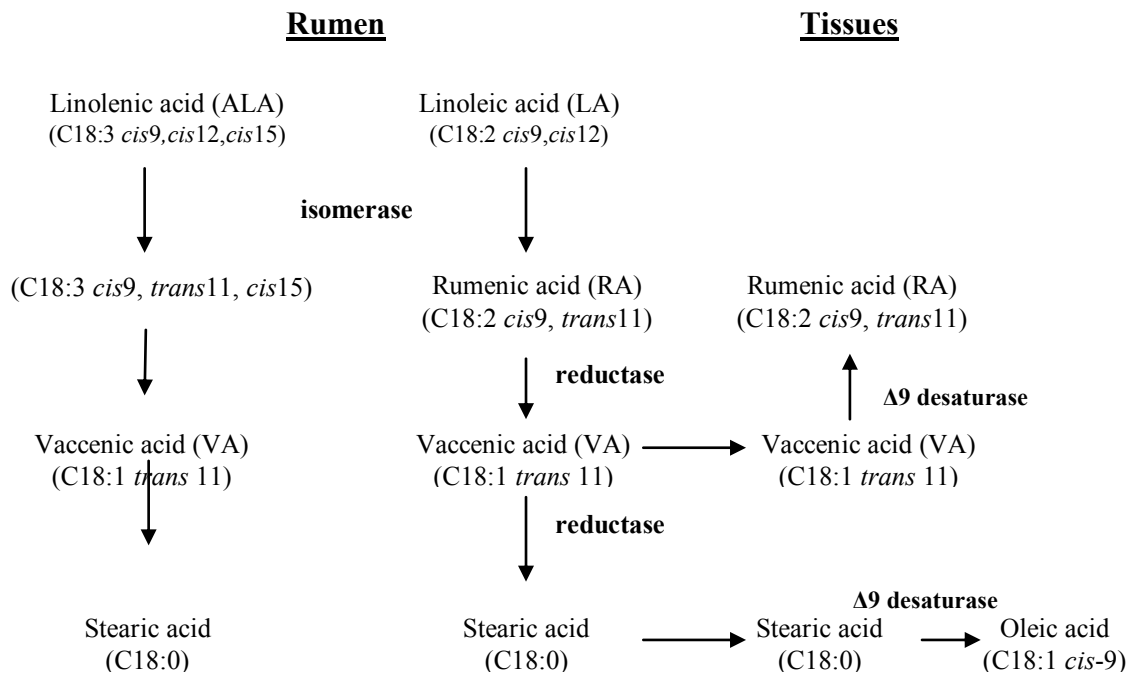 Rumen
Tissues
Linolenic acid (ALA)
(C18:3 cis9,cis12,cis15)
Linoleic acid (LA)
(C18:2 cis9,cis12)
isomerase
(C18:3 cis9, trans11, cis15)
Rumenic acid (RA)
(C18:2 cis9, trans11)
Rumenic acid (RA)
(C18:2 cis9, trans11)
reductase
Δ9 desaturase
Vaccenic acid (VA)
(C18:1 trans 11)
Vaccenic acid (VA)
(C18:1 trans 11)
Vaccenic acid (VA)
(C18:1 trans 11)
reductase
Δ9 desaturase
Stearic acid
(C18:0)
Stearic acid
(C18:0)
Stearic acid
(C18:0)
Oleic acid
(C18:1 cis-9)